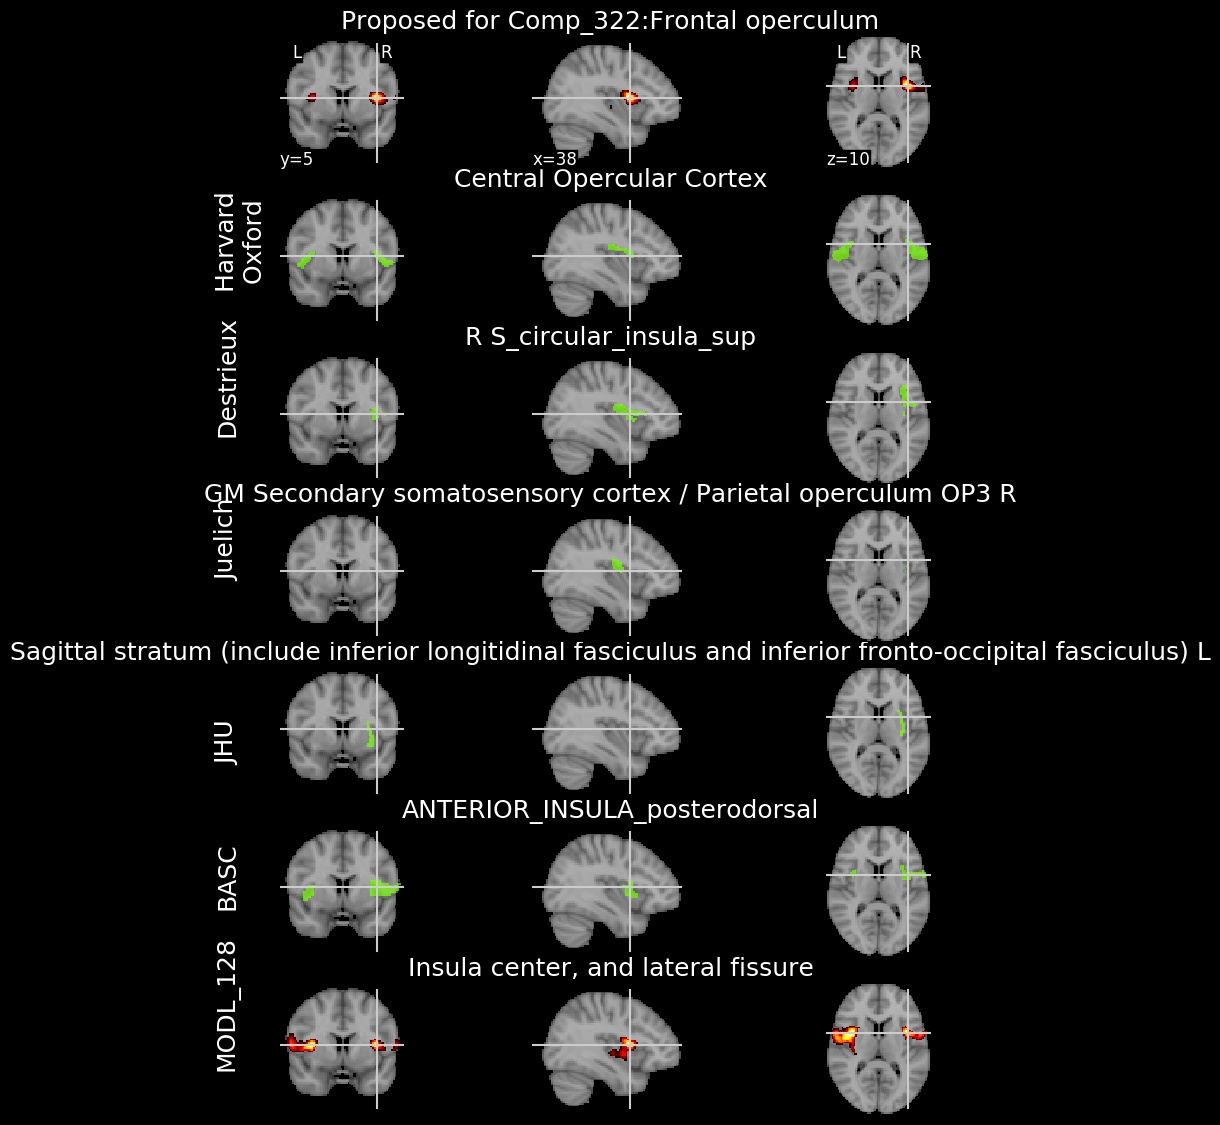 Proposed for Comp_322:Frontal operculum
L R
L R
y=5 x=38 z=10
Central Opercular Cortex
Harvard
Oxford
R S_circular_insula_sup
Destrieux
GM Secondary somatosensory cortex / Parietal operculum OP3 R
Juelich
Sagittal stratum (include inferior longitidinal fasciculus and inferior fronto-occipital fasciculus) L
JHU
ANTERIOR_INSULA_posterodorsal
BASC
Insula center, and lateral fissure
MODL_128